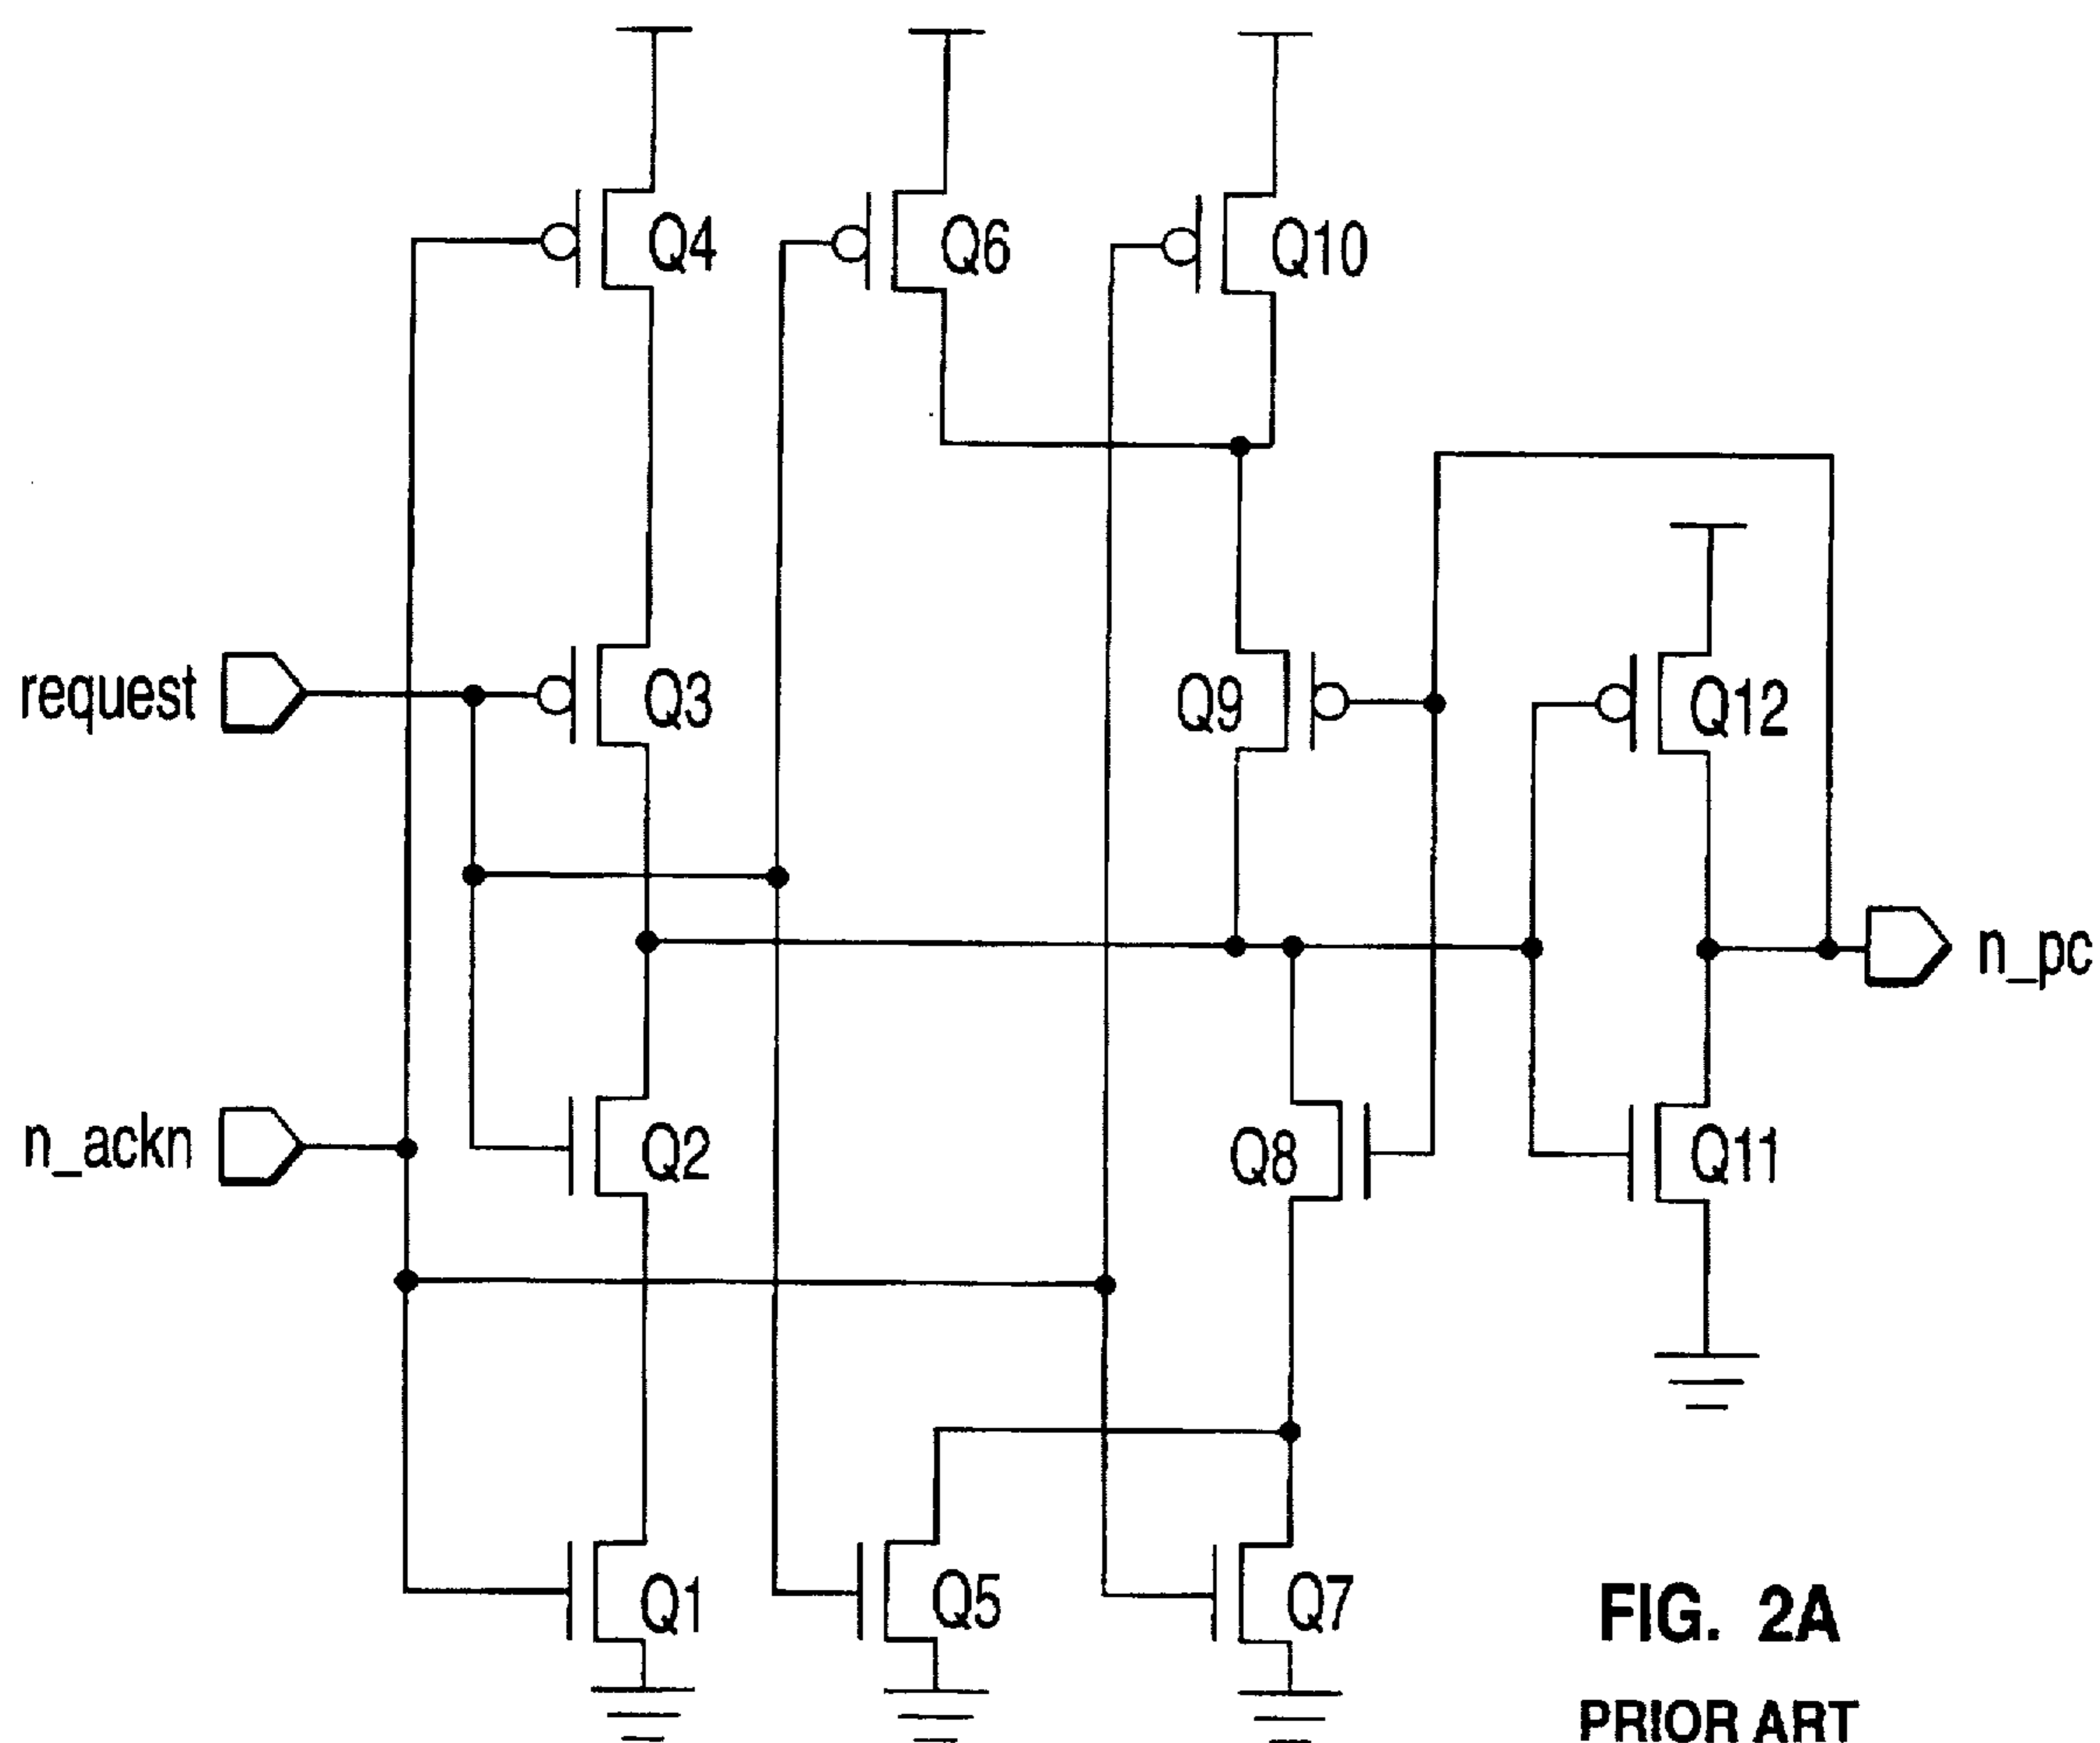 Q4
Q6
Q10
request
Q3
Q9
Q12
n_pc
n_ackn
Q2
Q8
Q11
Q1
Q5
Q7
FIG. 2A
PRIOR ART